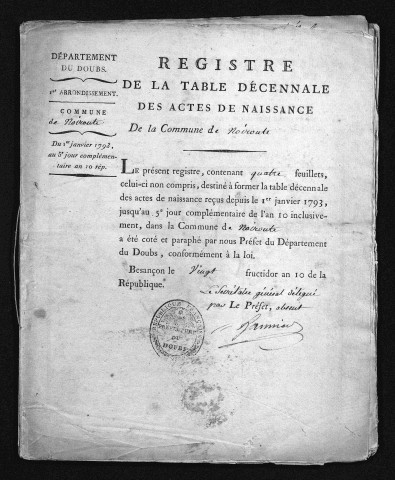 DÉPARTEMENT
DU DOUBS.
1er ARRONDISSEMENT.
COMMUNE
de Noironte
Du 1er janvier 1793,
au 5e jour complémen-
taire an 10 rép.
REGISTRE
DE LA TABLE DÉCENNALE
DES ACTES DE NAISSANCE
De la Commune de Noironte
LE présent registre, contenant quatre feuillets,
celui-ci non compris, destiné à former la table décennale
des actes de naissance reçus depuis le 1er janvier 1793,
jusqu'au 5e jour complémentaire de l'an 10 inclusive-
ment, dans la Commune de Noironte
a été coté et paraphé par nous Préfet du Département
du Doubs, conformément à la loi.
Besançon le Vingt fructidor an 10 de la
République.
Le Secrétaire général délégué
par Le Préfet, absent
DU
DOUBS